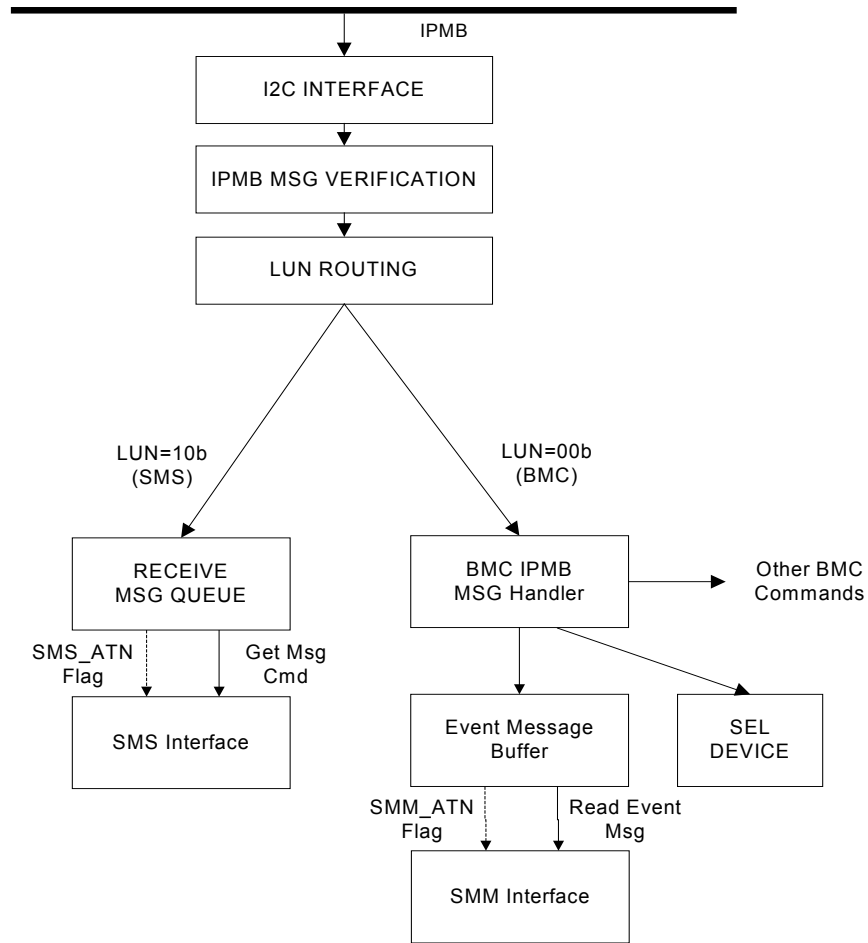 IPMB
I2C INTERFACE
IPMB MSG VERIFICATION
LUN ROUTING
LUN=10b
(SMS)
LUN=00b
(BMC)
RECEIVE
MSG QUEUE
BMC IPMB
MSG Handler
Other BMC
Commands
SMS_ATN
Flag
Get Msg
Cmd
SMS Interface
Event Message
Buffer
SEL
DEVICE
SMM_ATN
Flag
Read Event
Msg
SMM Interface